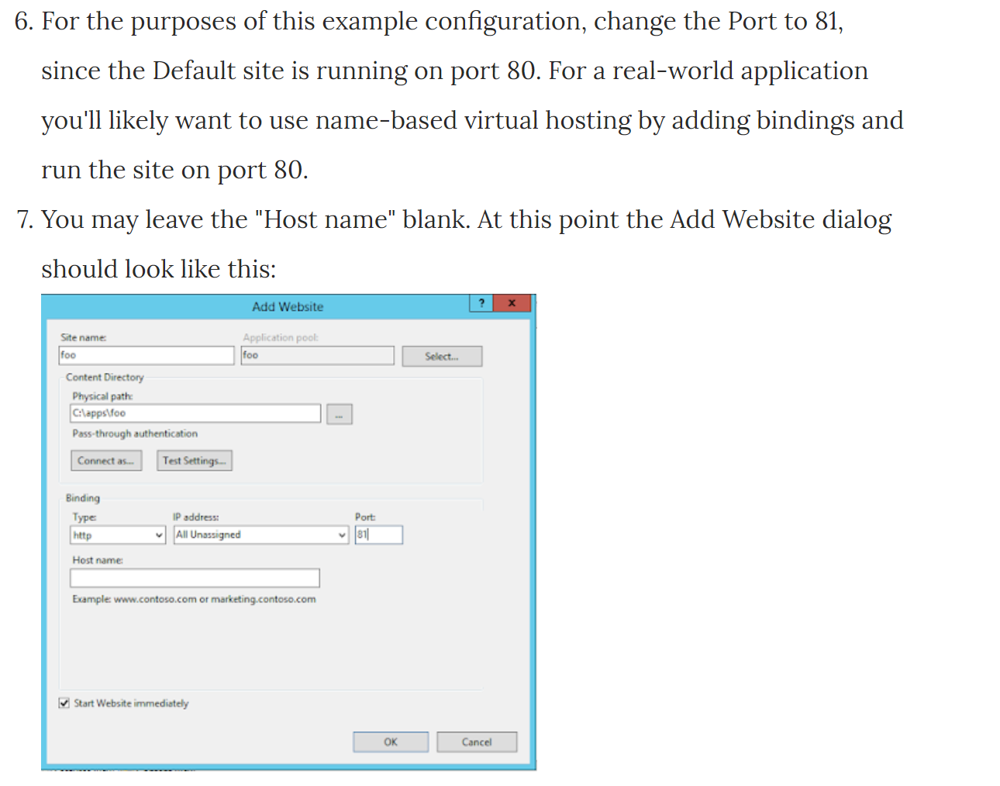 6. For the purposes of this example configuration, change the Port to 81,
since the Default site is running on port 80. For a real-world application
you'll likely want to use name-based virtual hosting by adding bindings and
run the site on port 80.
7. You may leave the "Host name" blank. At this point the Add Website dialog
should look like this:
Add Website ? x
Site name: Application pool:
foo foo Select...
Content Directory
Physical path:
C:\apps\foo ...
Pass-through authentication
Connect as... Test Settings...
Binding
Type: IP address: Port:
http All Unassigned 81
Host name:
Example: www.contoso.com or marketing.contoso.com
Start Website immediately
OK Cancel